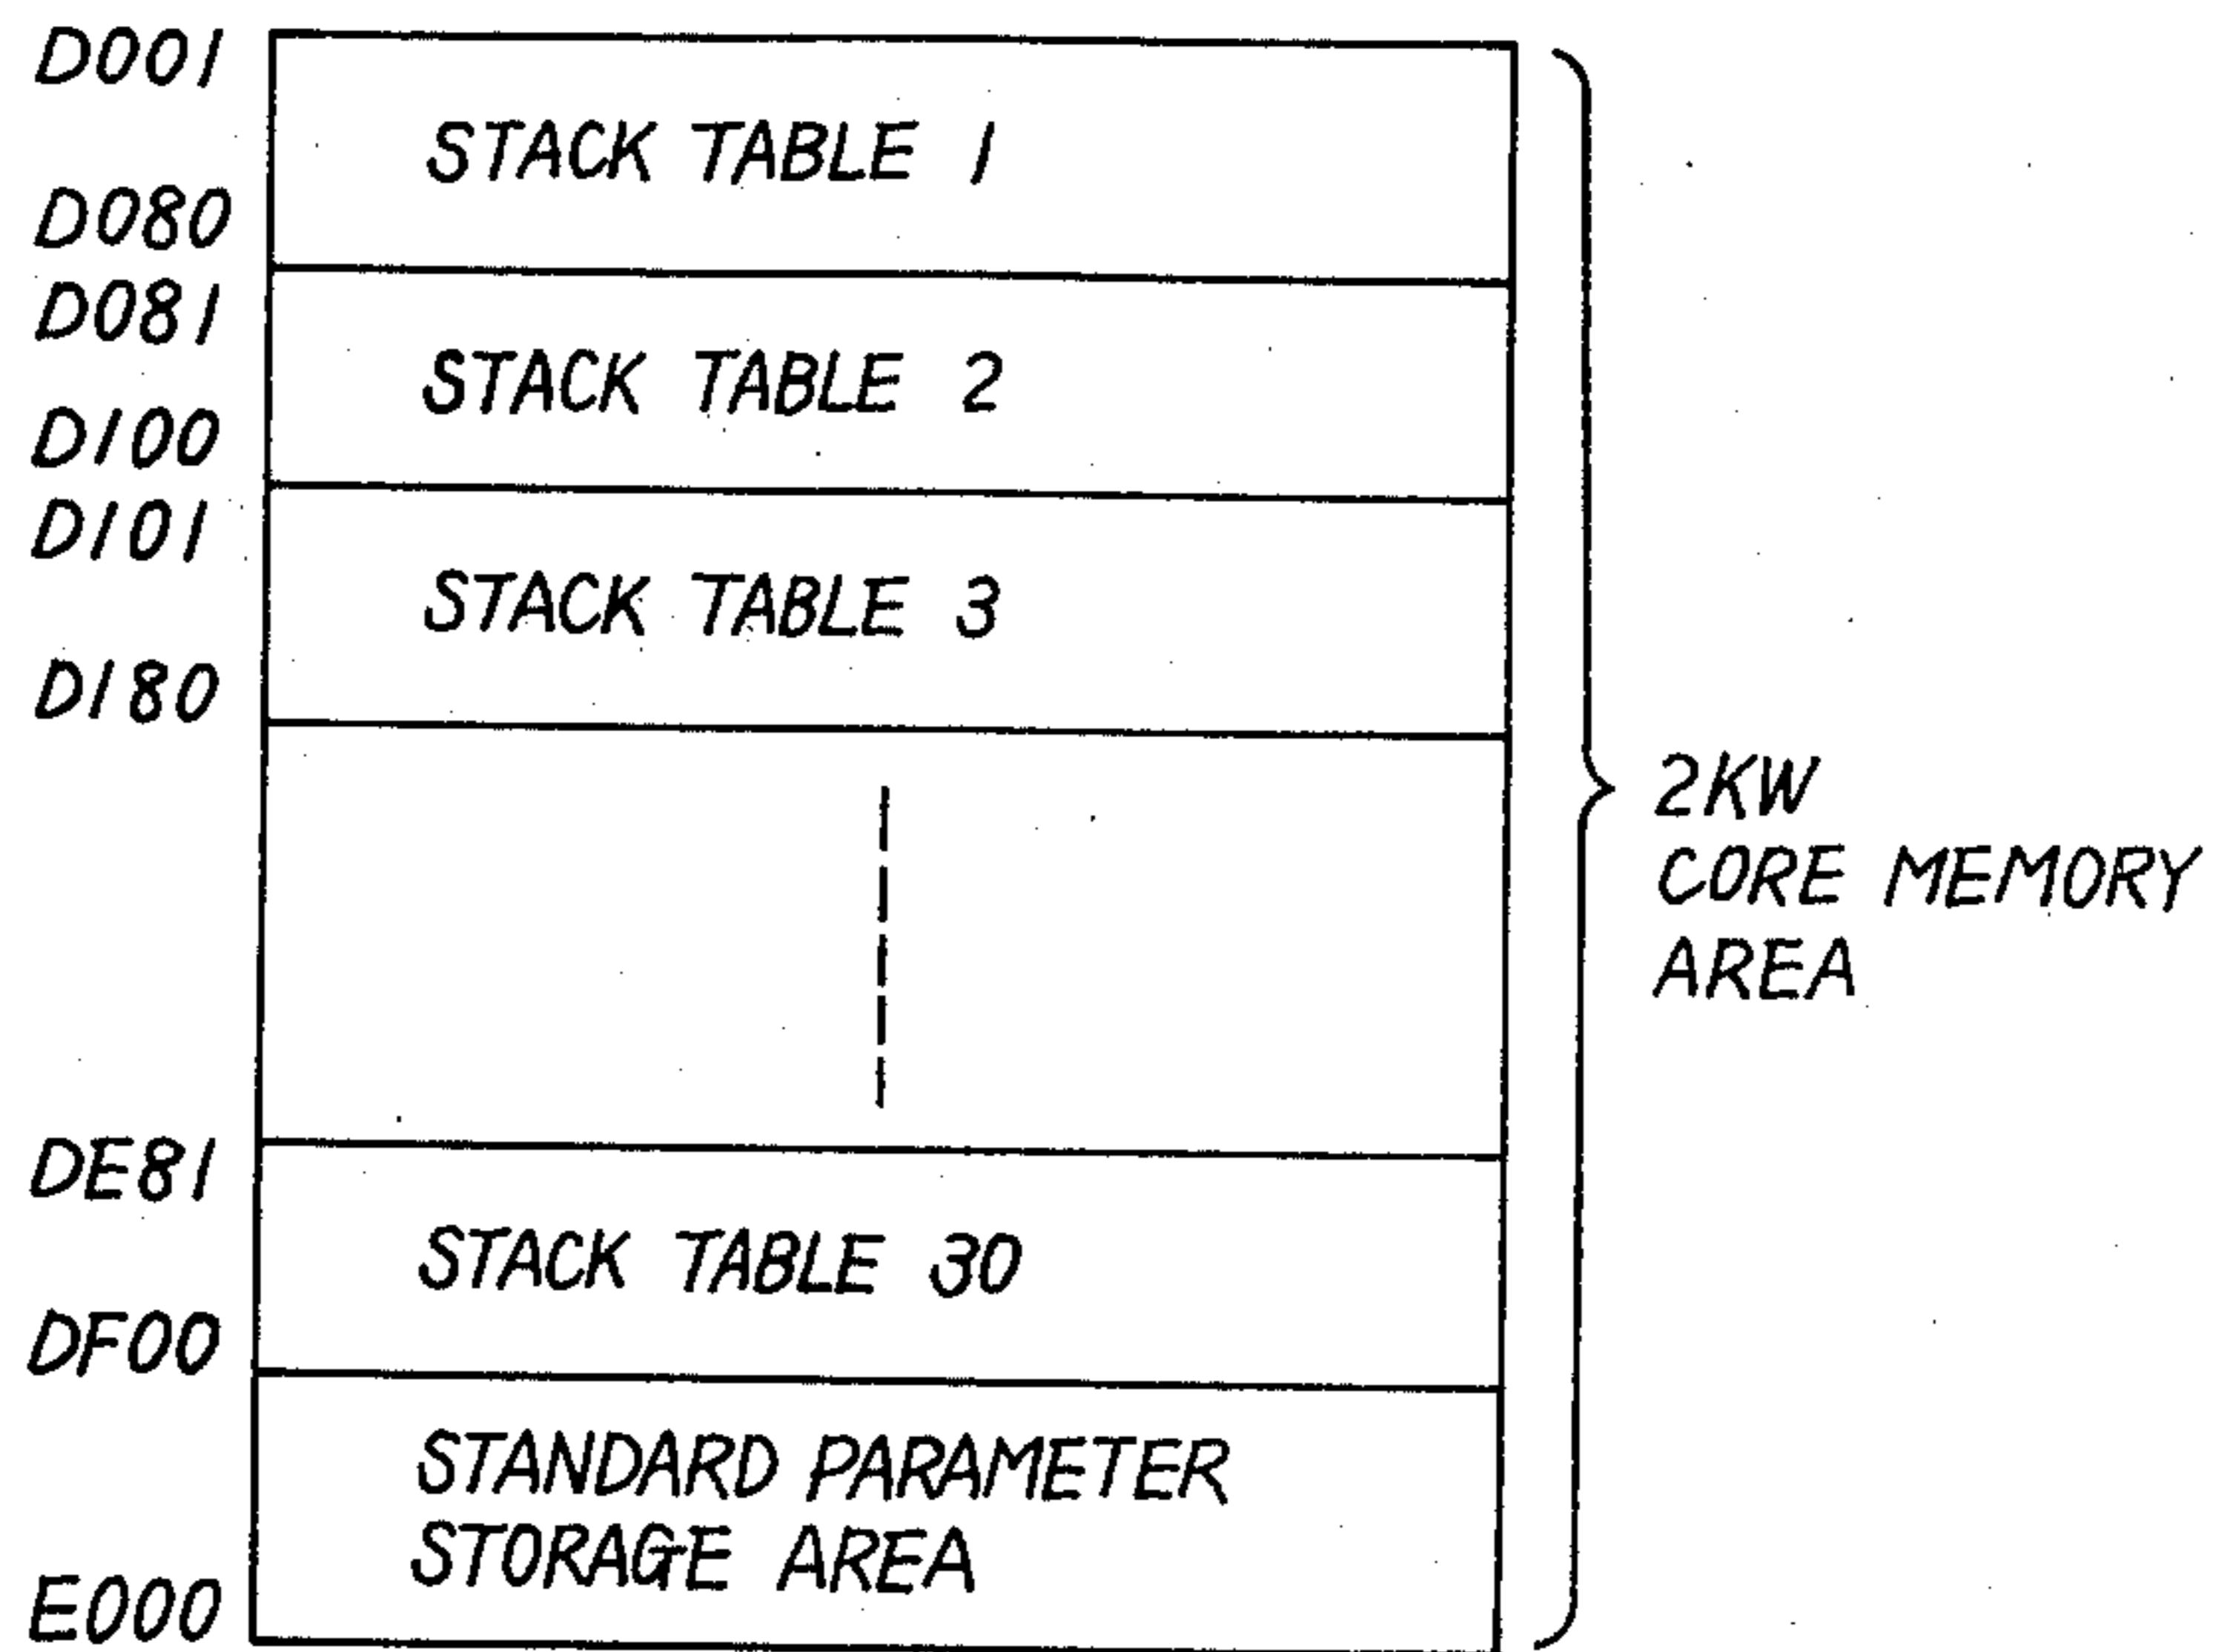 D001
STACK TABLE 1
D080
D081
STACK TABLE 2
D100
D101
STACK TABLE 3
D180
2KW
CORE MEMORY
AREA
DE81
STACK TABLE 30
DF00
STANDARD PARAMETER
STORAGE AREA
E000